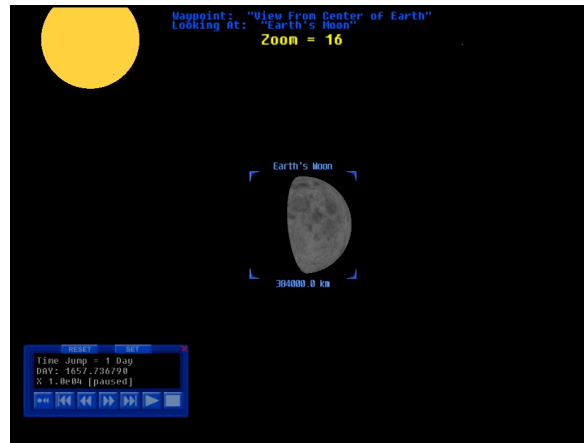 Waypoint: "View From Center of Earth"
Looking At: "Earth's Moon"
Zoom = 16
Earth's Moon
384000.0 km
RESET SET
Time Jump = 1 Day
DAY: 1657.736790
X 1.0e04 [paused]